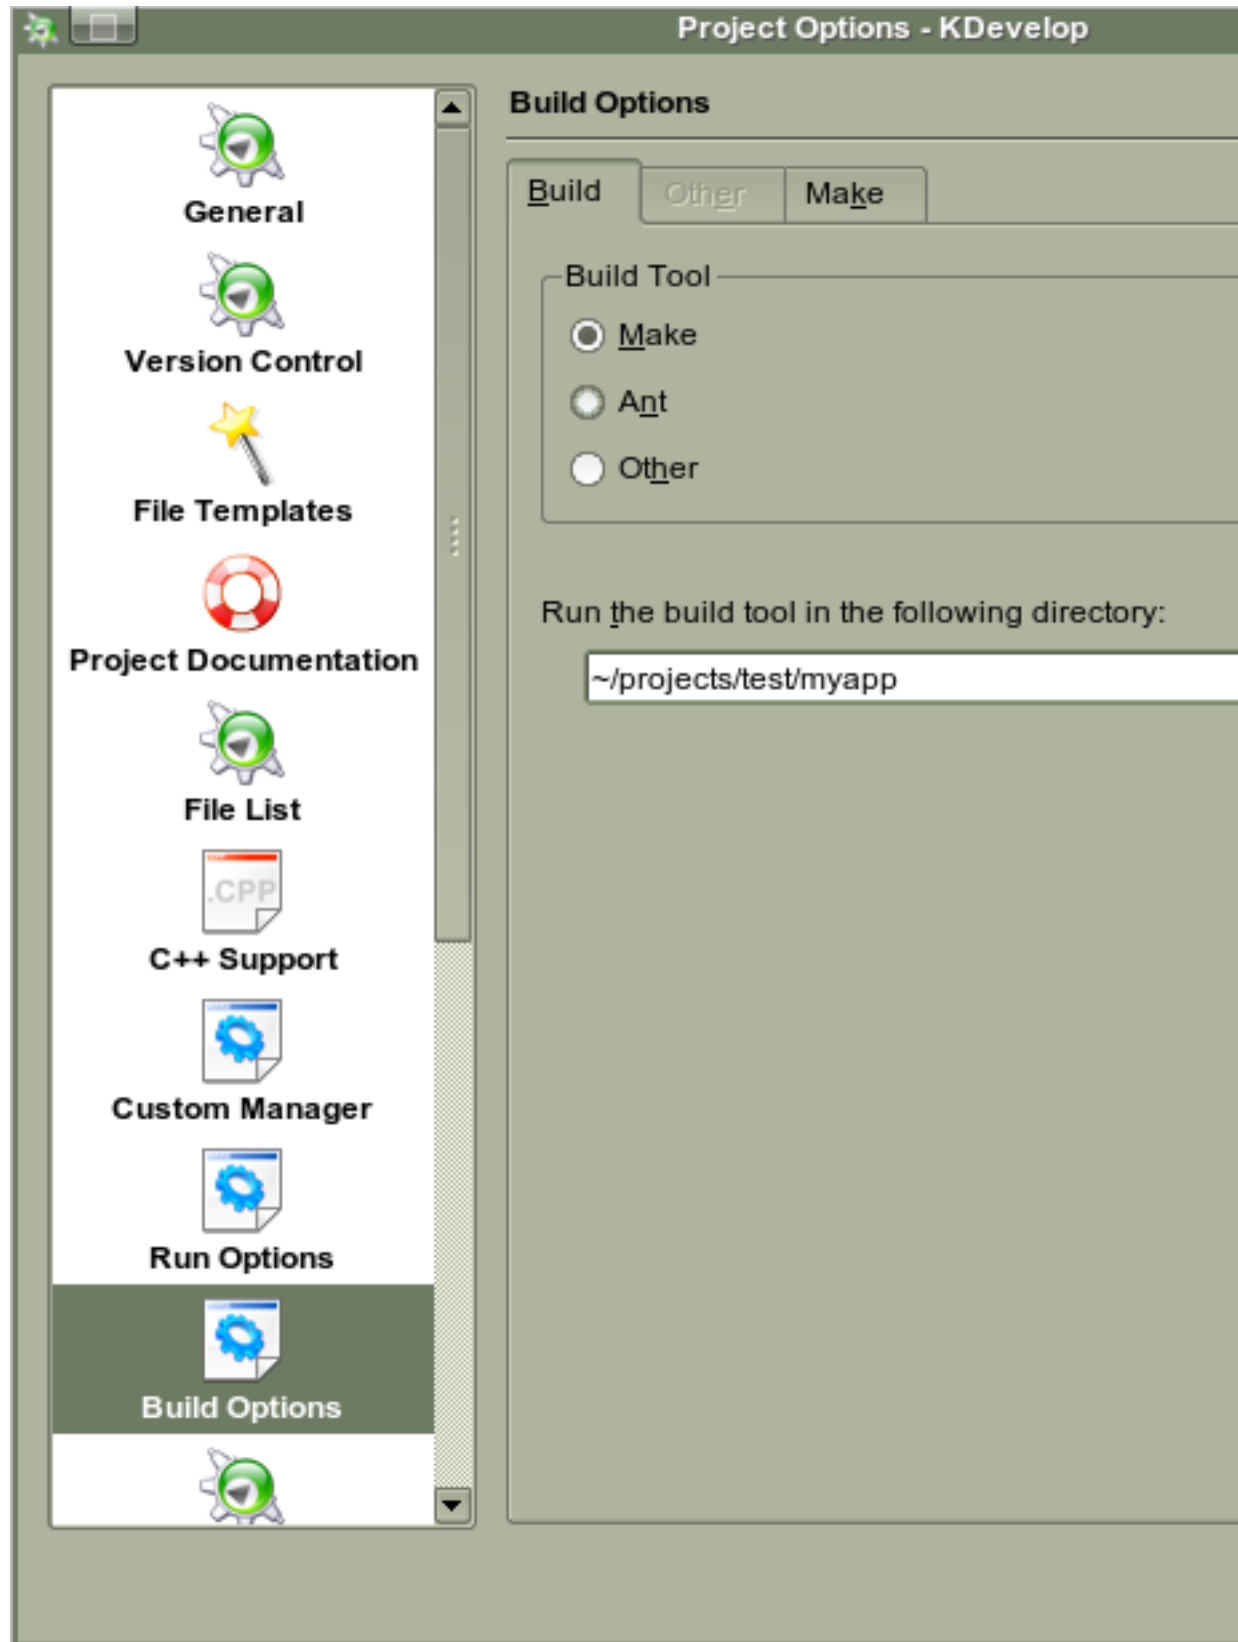 Project Options - KDevelop
General
Version Control
File Templates
Project Documentation
File List
.CPP
C++ Support
Custom Manager
Run Options
Build Options
Build Options
Build Other Make
Build Tool
Make
Ant
Other
Run the build tool in the following directory:
~/projects/test/myapp